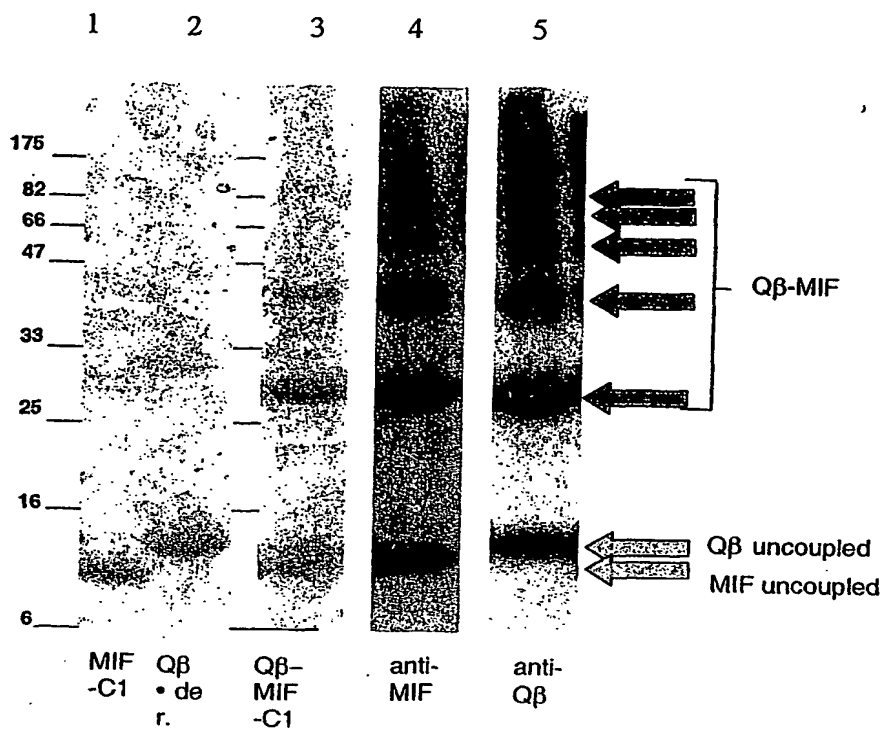 1 2 3 4 5
175
82
66
47
33
25
16
6
Qβ-MIF
Qβ uncoupled
MIF uncoupled
MIF
-C1
Qβ
• de
r.
Qβ–
MIF
-C1
anti-
MIF
anti-
Qβ